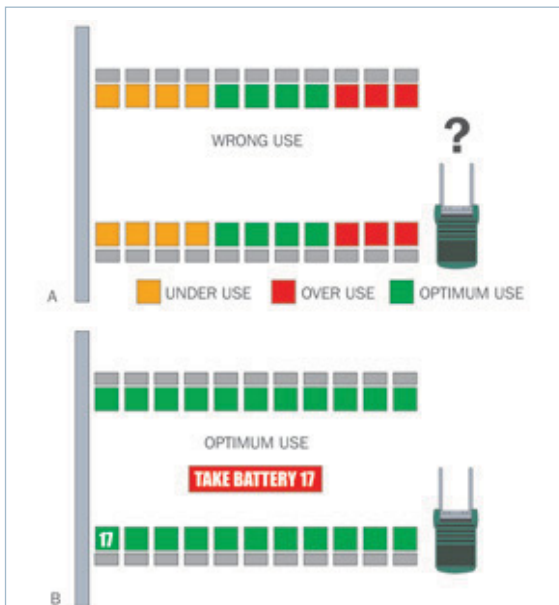 WRONG USE
?
A
UNDER USE OVER USE OPTIMUM USE
OPTIMUM USE
TAKE BATTERY 17
17
B